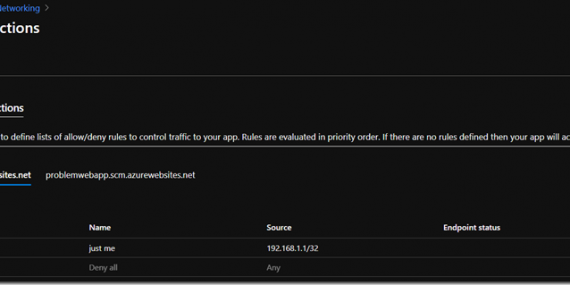 Networking >
ctions
ctions
to define lists of allow/deny rules to control traffic to your app. Rules are evaluated in priority order. If there are no rules defined then your app will ac
sites.net problemwebapp.scm.azurewebsites.net
Name Source Endpoint status
just me 192.168.1.1/32
Deny all Any